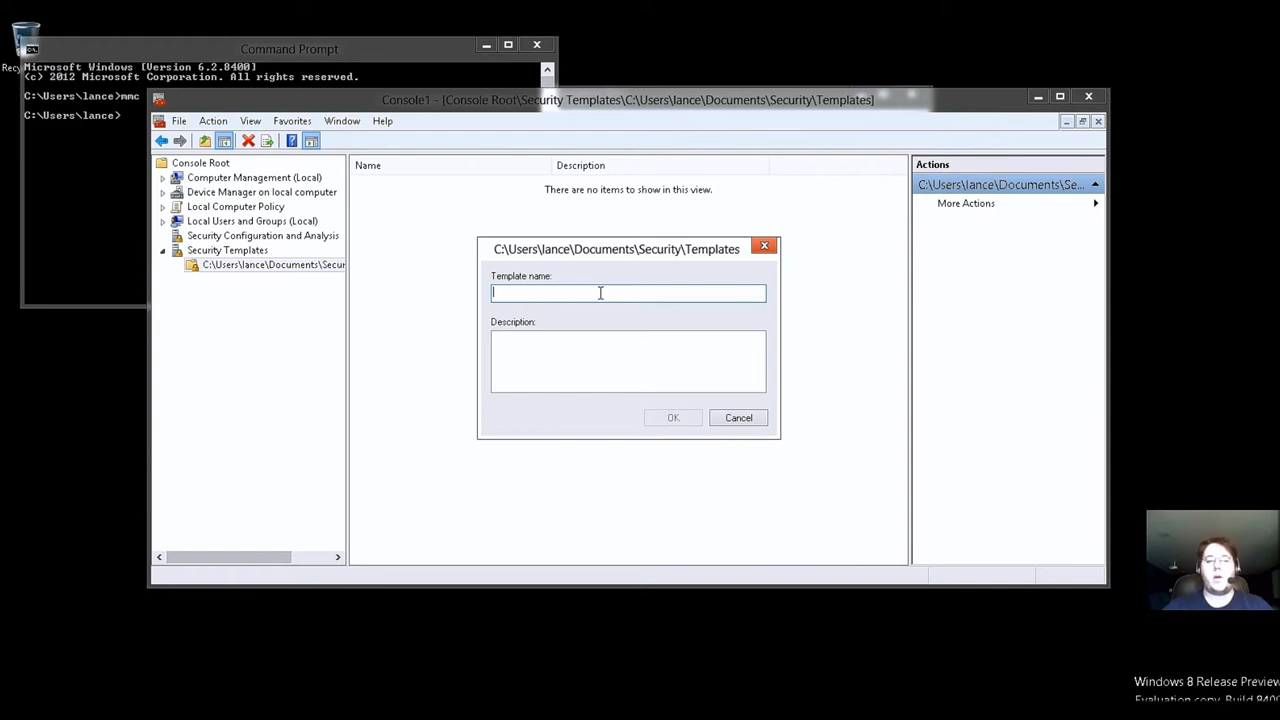 Recy
Command Prompt
Microsoft Windows [Version 6.2.8400]
(c) 2012 Microsoft Corporation. All rights reserved.
C:\Users\lance>mmc
C:\Users\lance>
Console1 - [Console Root\Security Templates\C:\Users\lance\Documents\Security\Templates]
File Action View Favorites Window Help
Console Root
Computer Management (Local)
Device Manager on local computer
Local Computer Policy
Local Users and Groups (Local)
Security Configuration and Analysis
Security Templates
C:\Users\lance\Documents\Secur
Name Description
There are no items to show in this view.
C:\Users\lance\Documents\Security\Templates
Template name:
Description:
OK Cancel
Actions
C:\Users\lance\Documents\Se...
More Actions
Windows 8 Release Preview
Evaluation copy. Build 8400